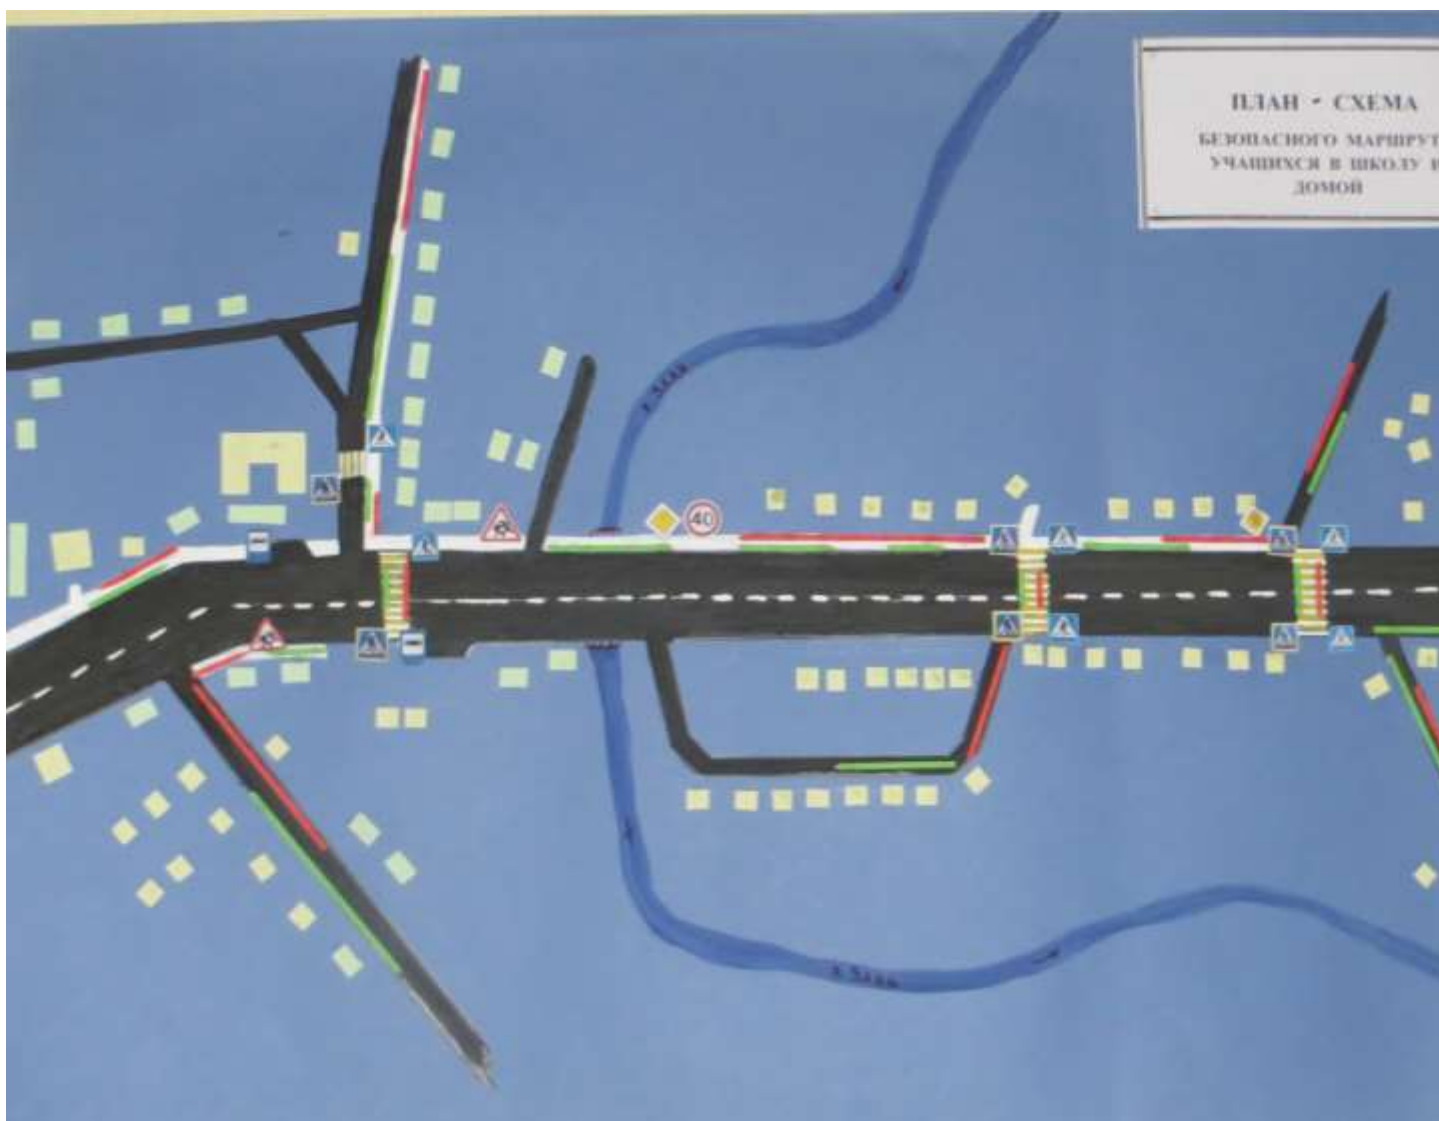 ПЛАН - СХЕМА
БЕЗОПАСНОГО МАРШРУТ
УЧАЩИХСЯ В ШКОЛУ И
ДОМОЙ
40